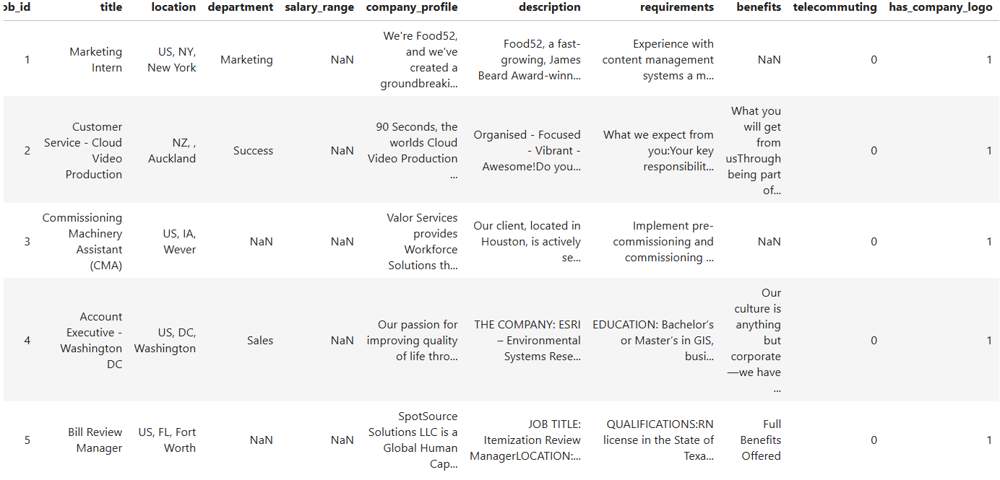 ob_id title location department salary_range company_profile description requirements benefits telecommuting has_company_logo
1
Marketing
Intern
US, NY,
New York
Marketing
NaN
We're Food52,
and we've
created a
groundbreaki...
Food52, a fast-
growing, James
Beard Award-winn...
Experience with
content management
systems a m...
NaN
0
1
2
Customer
Service - Cloud
Video
Production
NZ, ,
Auckland
Success
NaN
90 Seconds, the
worlds Cloud
Video Production
...
Organised - Focused
- Vibrant -
Awesome!Do you...
What we expect from
you:Your key
responsibilit...
What you
will get
from
usThrough
being part
of...
0
1
3
Commissioning
Machinery
Assistant
(CMA)
US, IA,
Wever
NaN
NaN
Valor Services
provides
Workforce
Solutions th...
Our client, located in
Houston, is actively
se...
Implement pre-
commissioning and
commissioning ...
NaN
0
1
4
Account
Executive -
Washington
DC
US, DC,
Washington
Sales
NaN
Our passion for
improving quality
of life thro...
THE COMPANY: ESRI
– Environmental
Systems Rese...
EDUCATION: Bachelor’s
or Master’s in GIS,
busi...
Our
culture is
anything
but
corporate
—we have
...
0
1
5
Bill Review
Manager
US, FL, Fort
Worth
NaN
NaN
SpotSource
Solutions LLC is a
Global Human
Cap...
JOB TITLE:
Itemization Review
ManagerLOCATION:...
QUALIFICATIONS:RN
license in the State of
Texa...
Full
Benefits
Offered
0
1